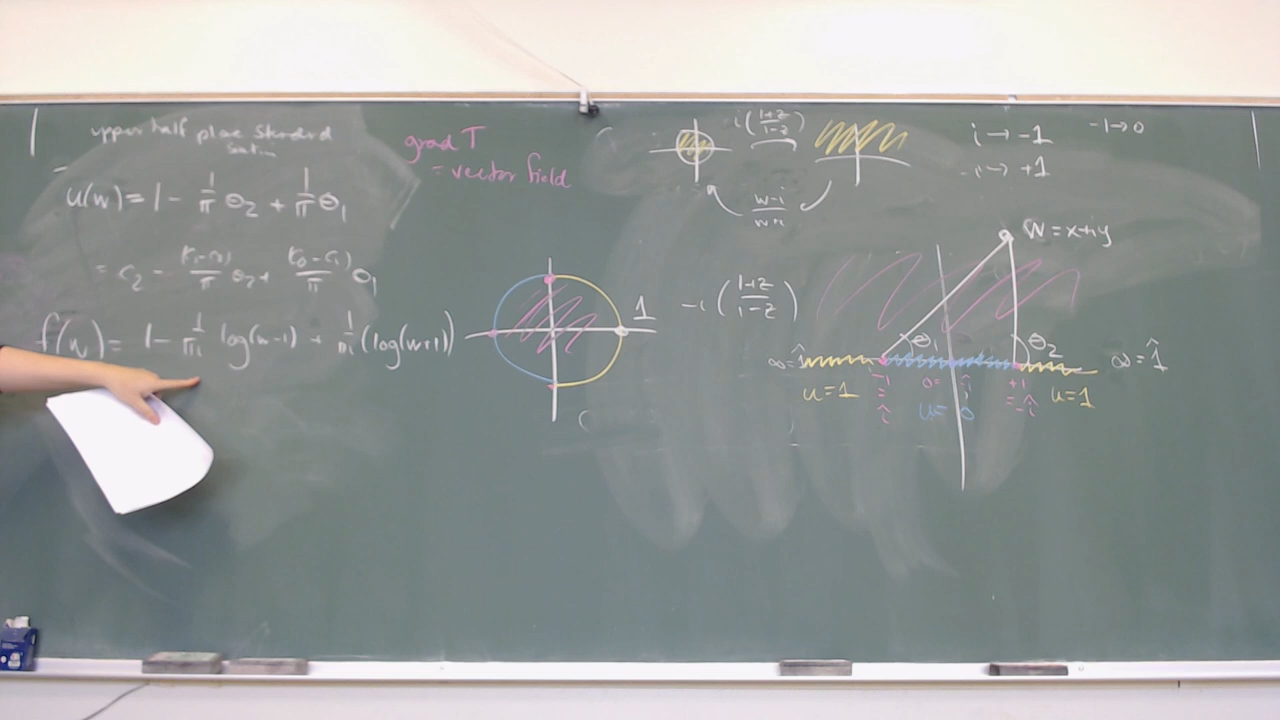 upper half plane standard
u(w) = 1 - 1/π θ₂ + 1/π θ₁
= c₂ - (c₁-c₀)/π θ₂ + (c₀-c₁)/π θ₁
f(w) = 1 - 1/πi log(w-1) + 1/πi (log(w+1))
grad T
= vector field
1
i(1+z/1-z)
w-i/w+i
i → -1
-i → +1
-1 → 0
-i (1+z/1-z)
w = x+iy
θ₁
θ₂
∞ = 1̂
∞ = 1̂
u=1
-1
=
î
0=
u=0
+1
= -î
u=1